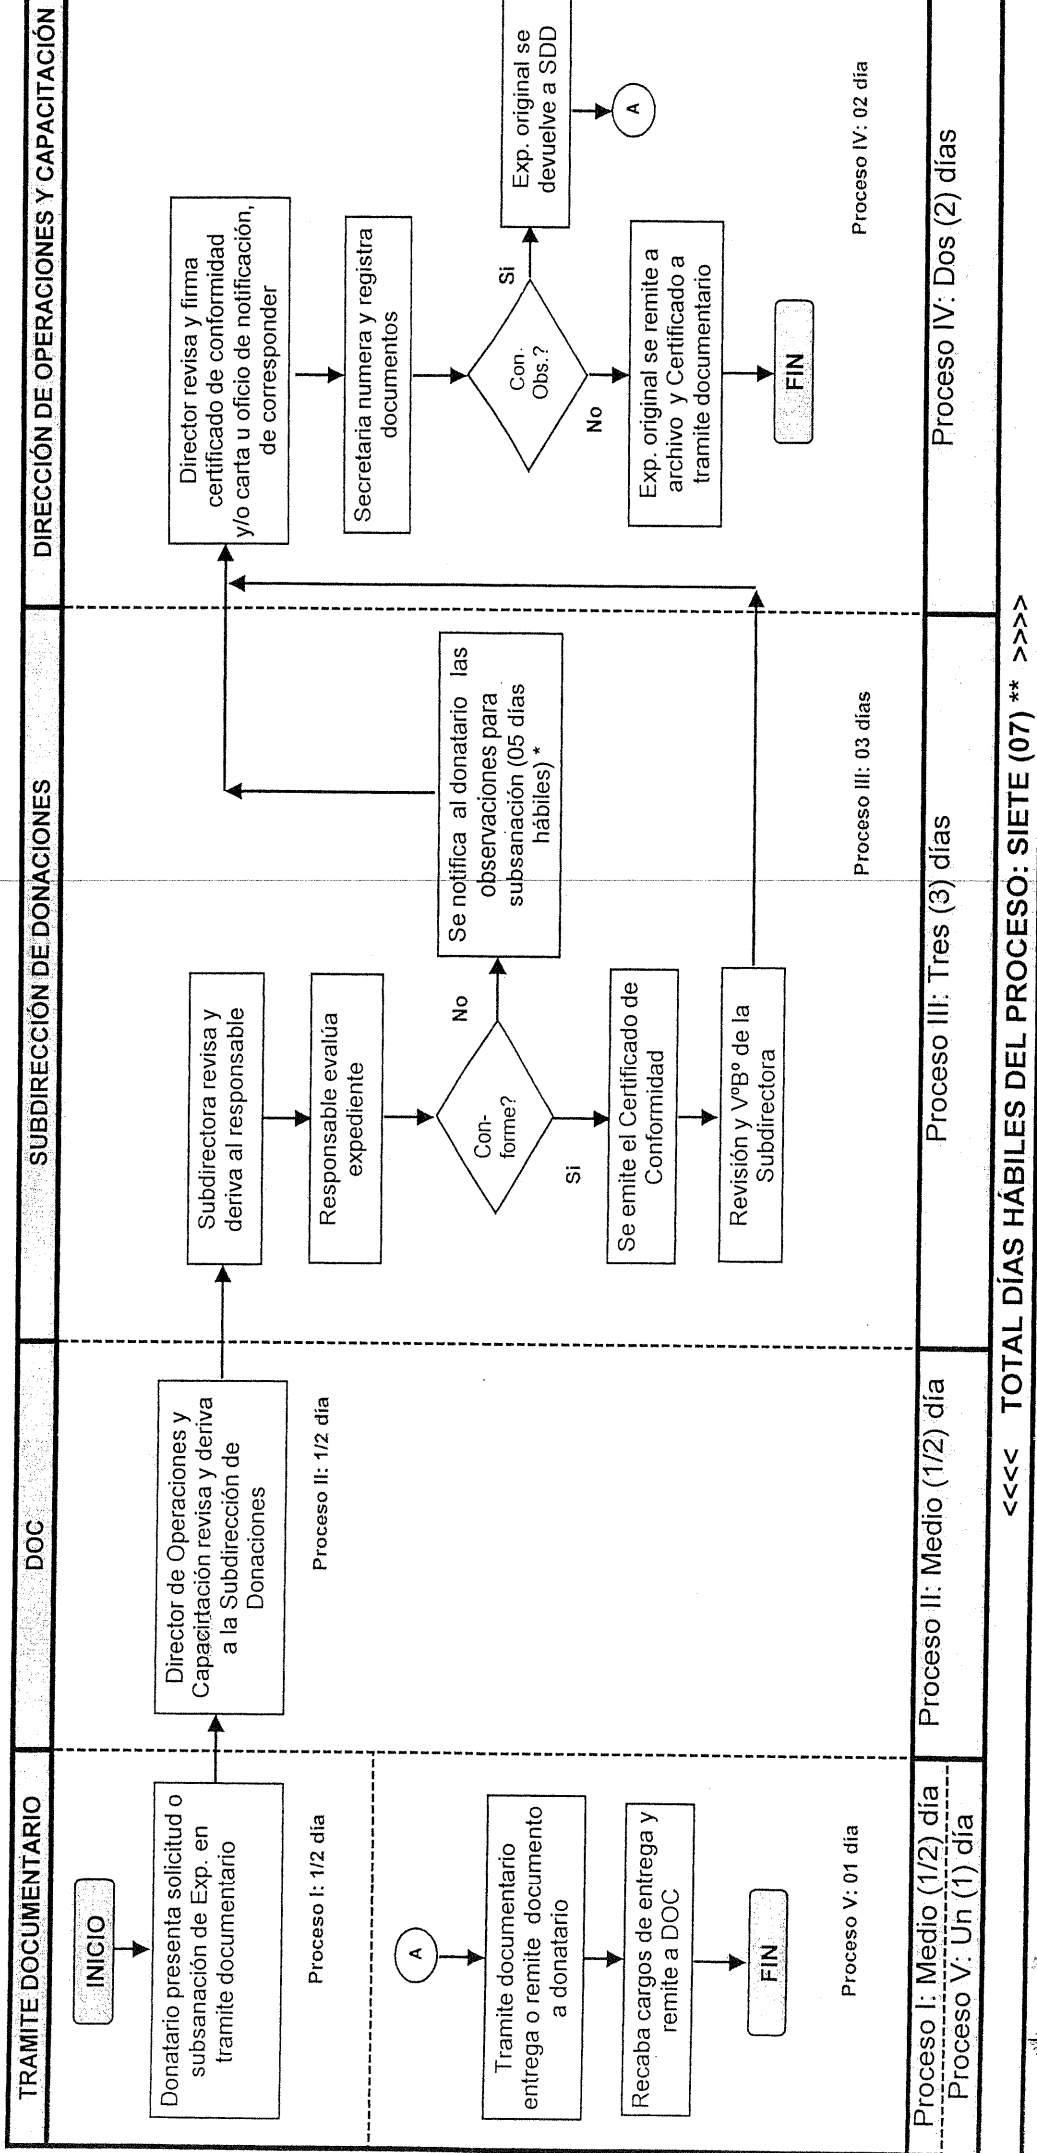 TRAMITE DOCUMENTARIO
INICIO
Donatario presenta solicitud o
subsanación de Exp. en
tramite documentario
Proceso I: 1/2 día
A
Tramite documentario
entrega o remite documento
a donatario
Recaba cargos de entrega y
remite a DOC
FIN
Proceso V: 01 día
Proceso I: Medio (1/2) día
Proceso V: Un (1) día
DOC
Director de Operaciones y
Capacirtación revisa y deriva
a la Subdirección de
Donaciones
Proceso II: 1/2 día
Proceso II: Medio (1/2) día
SUBDIRECCIÓN DE DONACIONES
Subdirectora revisa y
deriva al responsable
Responsable evalúa
expediente
Con-
forme?
No
Si
Se notifica al donatario las
observaciones para
subsanación (05 días
hábiles) *
Se emite el Certificado de
Conformidad
Revisión y VºBº de la
Subdirectora
Proceso III: 03 días
Proceso III: Tres (3) días
DIRECCIÓN DE OPERACIONES Y CAPACITACIÓN
Director revisa y firma
certificado de conformidad
y/o carta u oficio de notificación,
de corresponder
Secretaria numera y registra
documentos
Con.
Obs.?
Si
No
Exp. original se
devuelve a SDD
A
Exp. original se remite a
archivo y Certificado a
tramite documentario
FIN
Proceso IV: 02 día
Proceso IV: Dos (2) días
<<<< TOTAL DÍAS HÁBILES DEL PROCESO: SIETE (07) ** >>>>